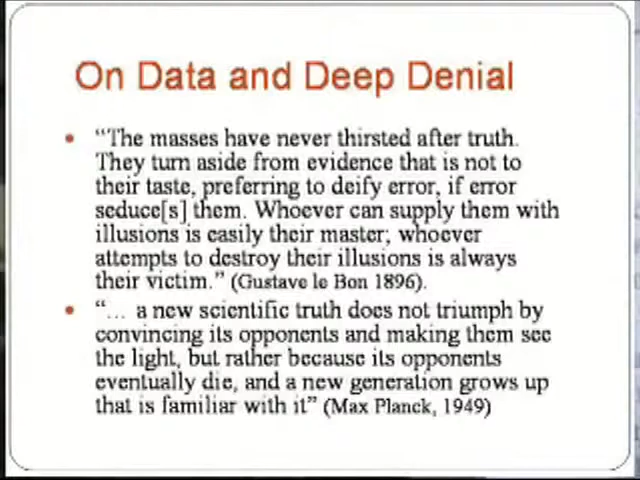 On Data and Deep Denial
• “The masses have never thirsted after truth.
They turn aside from evidence that is not to
their taste, preferring to deify error, if error
seduce[s] them. Whoever can supply them with
illusions is easily their master; whoever
attempts to destroy their illusions is always
their victim.” (Gustave le Bon 1896).
• “... a new scientific truth does not triumph by
convincing its opponents and making them see
the light, but rather because its opponents
eventually die, and a new generation grows up
that is familiar with it” (Max Planck, 1949)